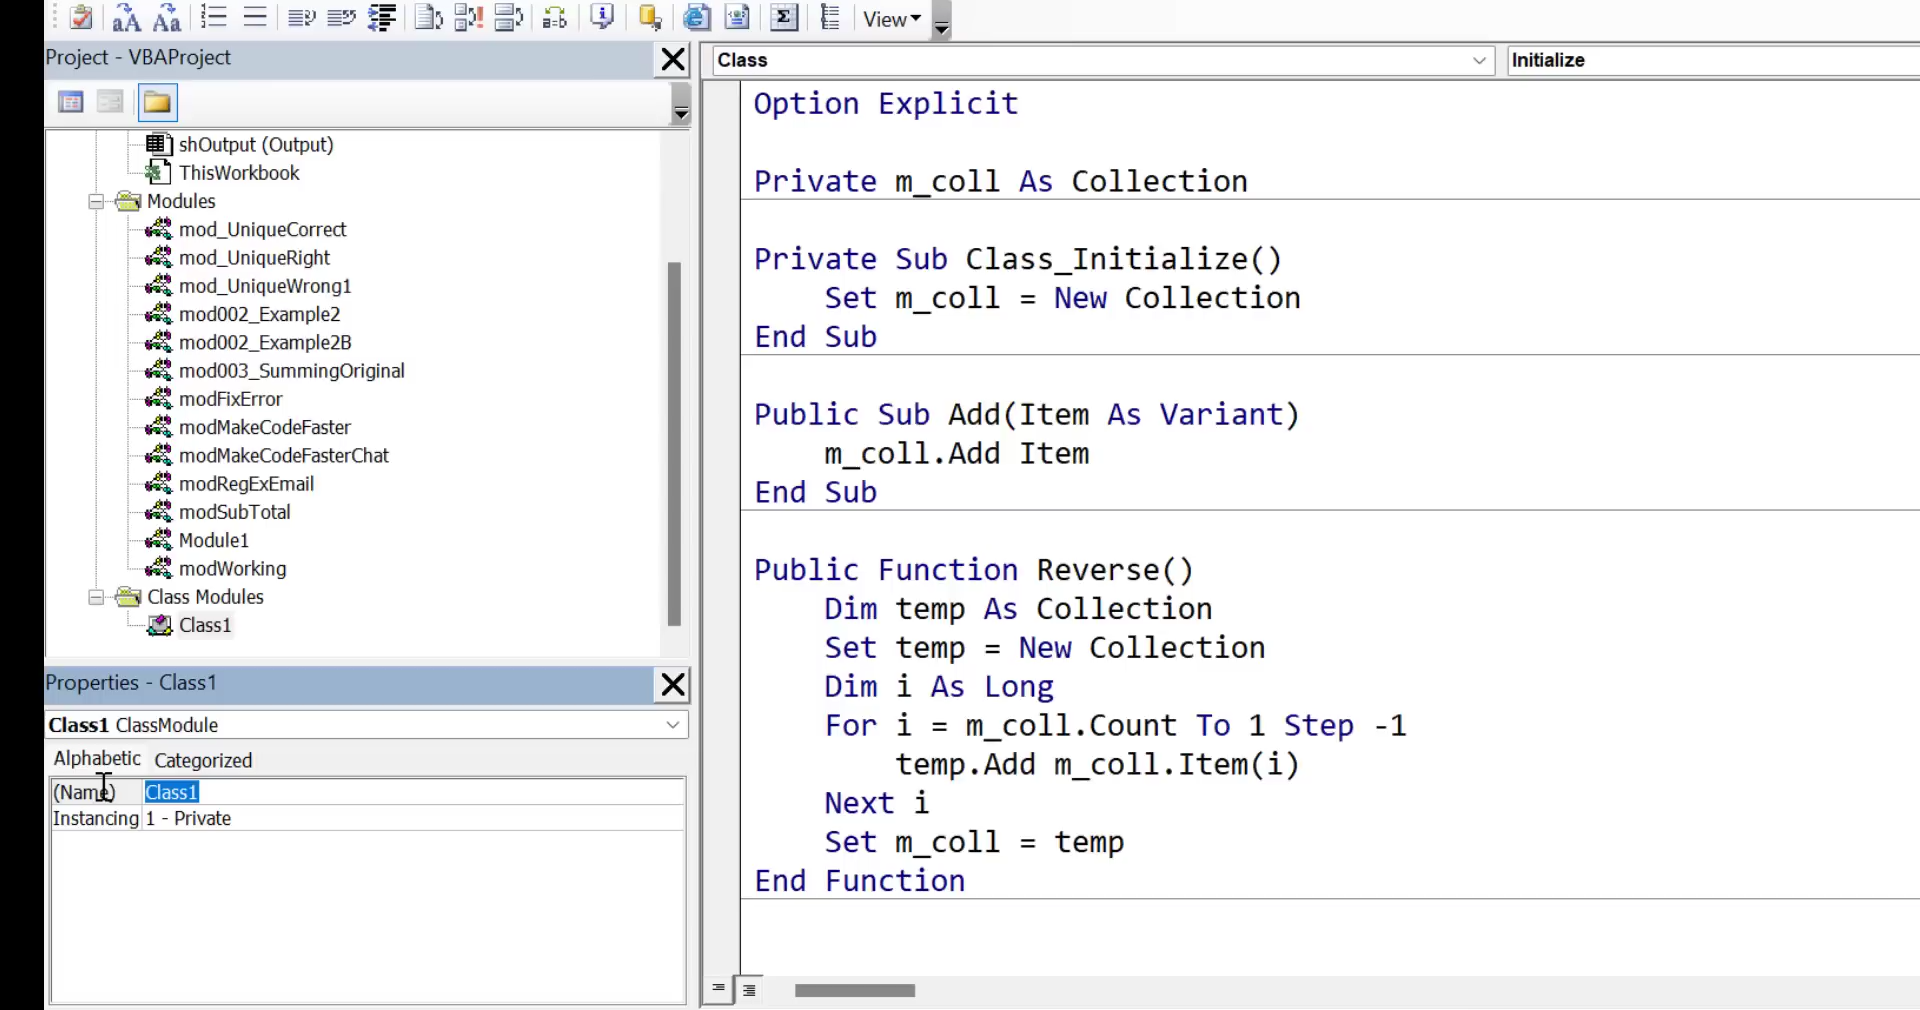 View
Project - VBAProject
shOutput (Output)
ThisWorkbook
Modules
mod_UniqueCorrect
mod_UniqueRight
mod_UniqueWrong1
mod002_Example2
mod002_Example2B
mod003_SummingOriginal
modFixError
modMakeCodeFaster
modMakeCodeFasterChat
modRegExEmail
modSubTotal
Module1
modWorking
Class Modules
Class1
Properties - Class1
Class1 ClassModule
Alphabetic Categorized
(Name) Class1
Instancing 1 - Private
Class Initialize
Option Explicit
Private m_coll As Collection
Private Sub Class_Initialize()
Set m_coll = New Collection
End Sub
Public Sub Add(Item As Variant)
m_coll.Add Item
End Sub
Public Function Reverse()
Dim temp As Collection
Set temp = New Collection
Dim i As Long
For i = m_coll.Count To 1 Step -1
temp.Add m_coll.Item(i)
Next i
Set m_coll = temp
End Function